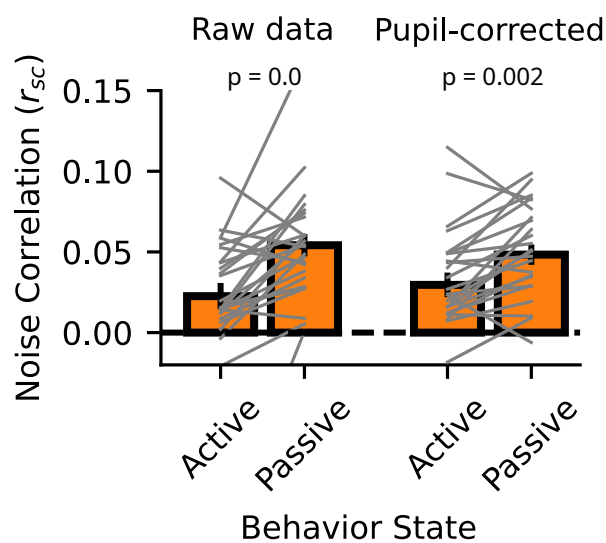 Raw data Pupil-corrected
p = 0.0 p = 0.002
Noise Correlation (r_sc)
0.15
0.10
0.05
0.00
Active Passive Active Passive
Behavior State